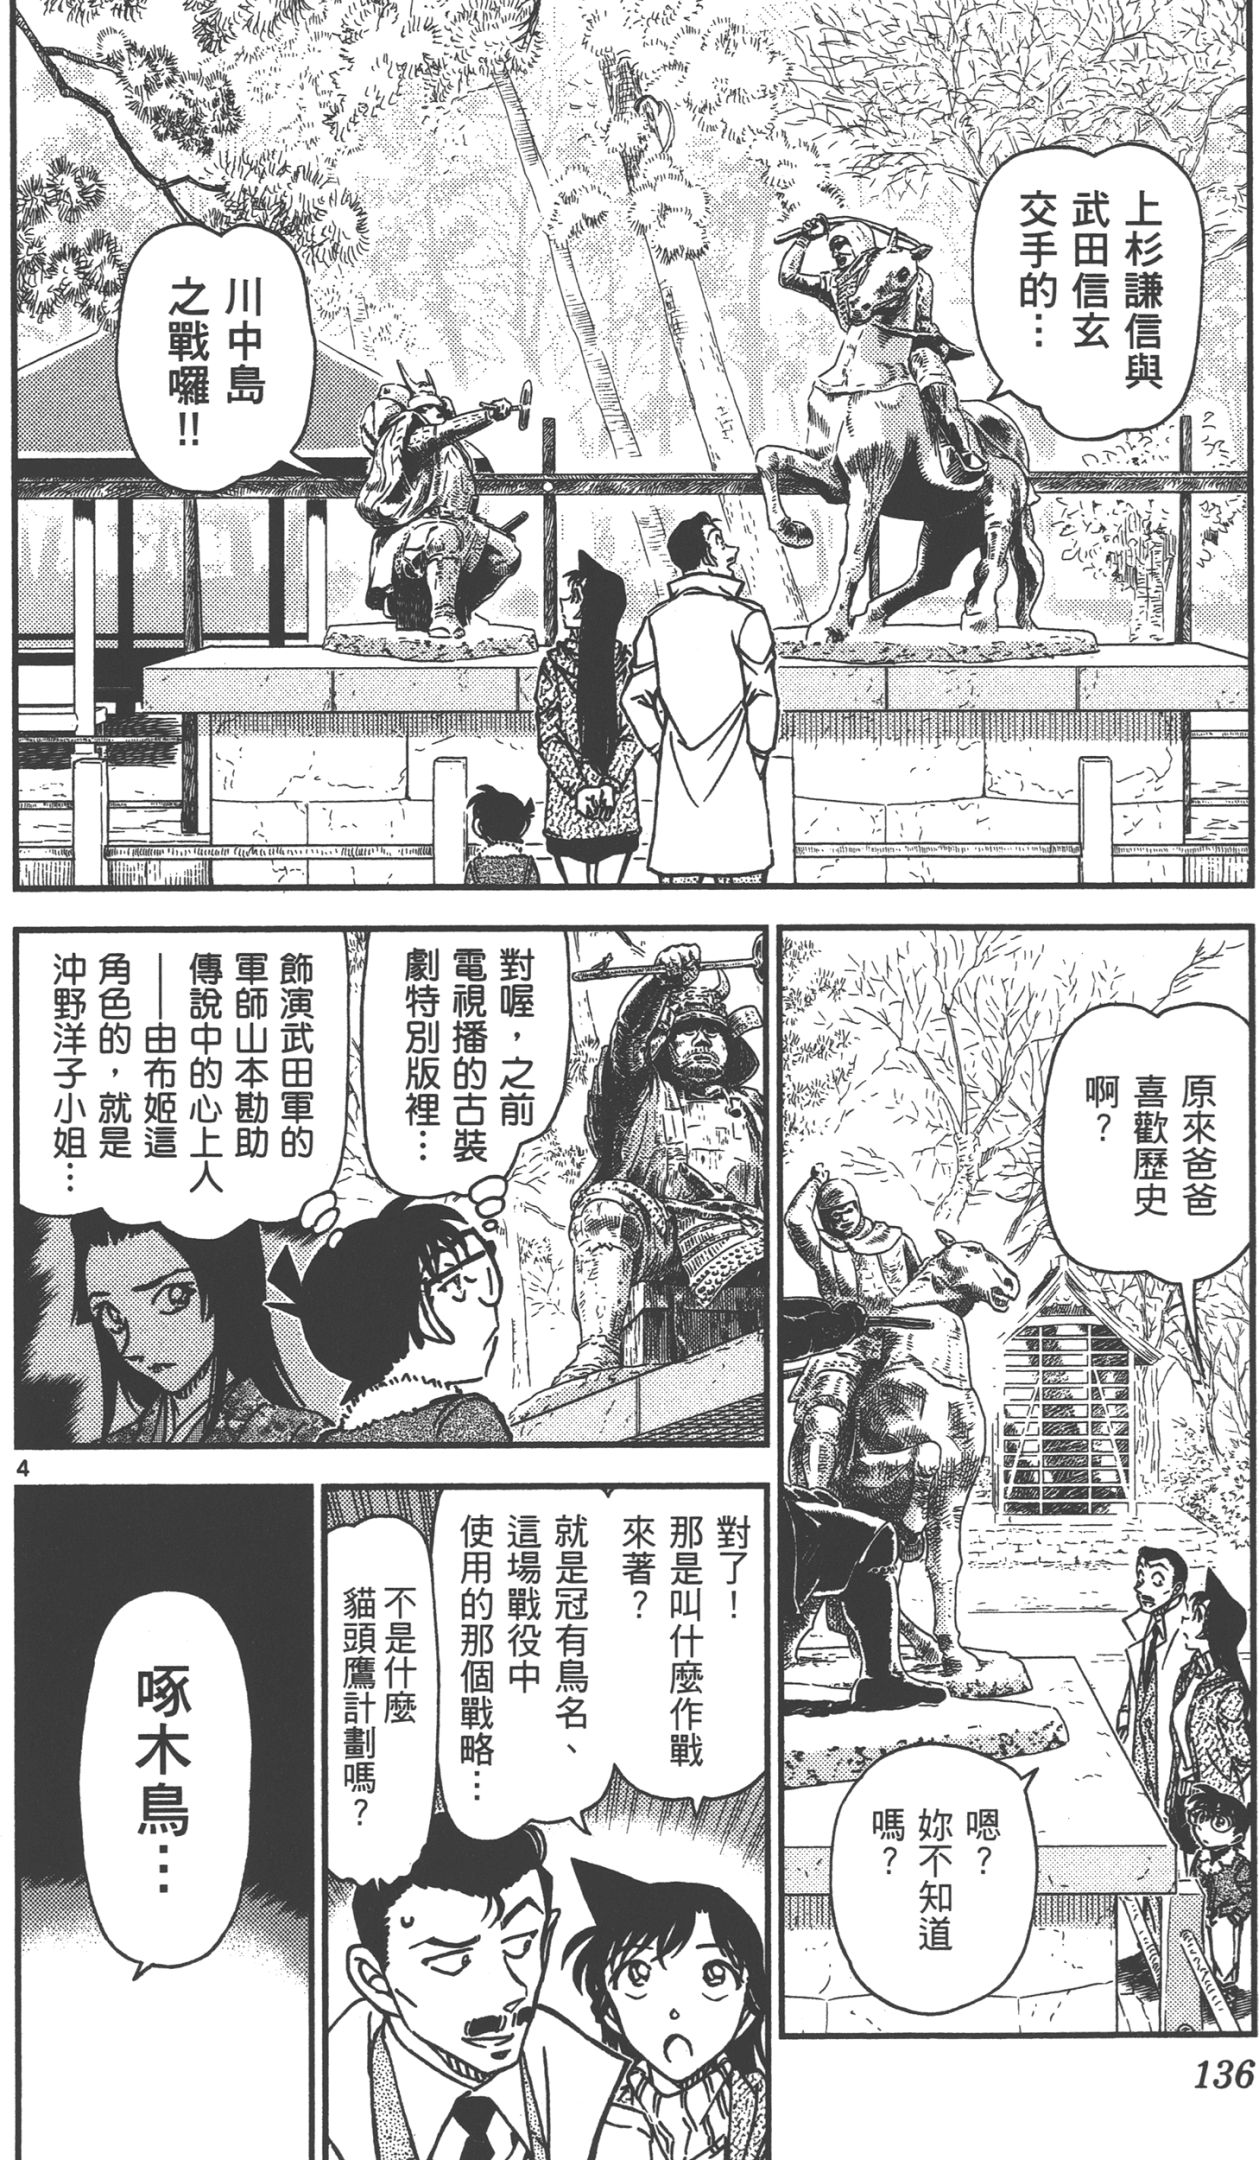 上杉謙信與
武田信玄
交手的…
川中島
之戰囉!!
原來爸爸
喜歡歷史
啊?
嗯?
妳不知道
嗎?
對喔，之前
電視播的古裝
劇特別版裡…
飾演武田軍的
軍師山本勘助
傳說中的心上人
——由布姬這
角色的，就是
沖野洋子小姐…
4
對了!
那是叫什麼作戰
來著?
就是冠有鳥名、
這場戰役中
使用的那個戰略…
不是什麼
貓頭鷹計劃嗎?
啄木鳥…
136